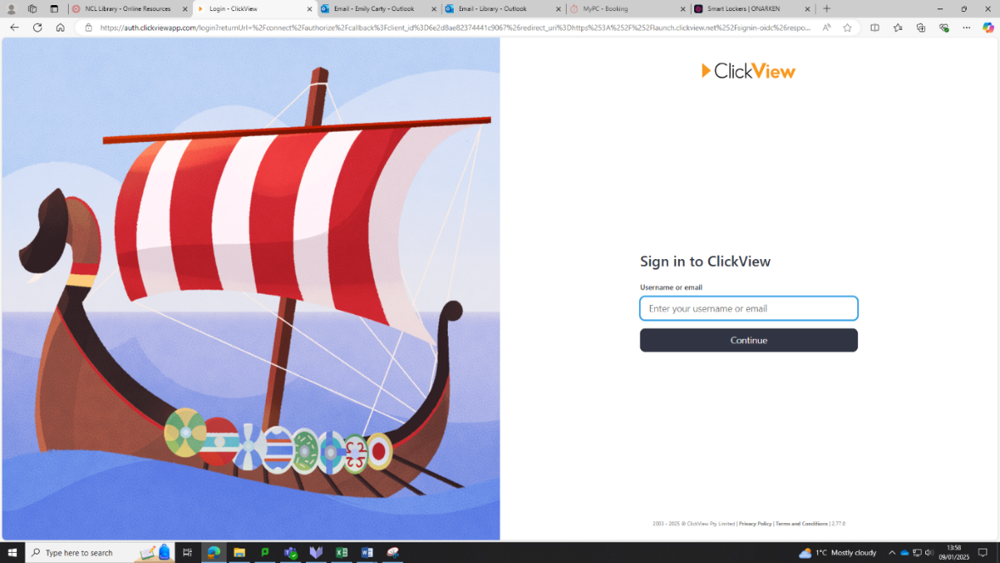 NCL Library - Online Resources
Login - ClickView
Email - Emily Carty - Outlook
Email - Library - Outlook
MyPC - Booking
Smart Lockers | ONARKEN
https://auth.clickviewapp.com/login?returnUrl=%2Fconnect%2Fauthorize%2Fcallback%3Fclient_id%3D6e2d8ae82374441c9067%26redirect_uri%3Dhttps%253A%252F%252Flaunch.clickview.net%252Fsignin-oidc%26respo...
ClickView
Sign in to ClickView
Username or email
Enter your username or email
Continue
2003 - 2025 © ClickView Pty Limited | Privacy Policy | Terms and Conditions | 2.77.0
Type here to search
1°C Mostly cloudy
13:58
09/01/2025